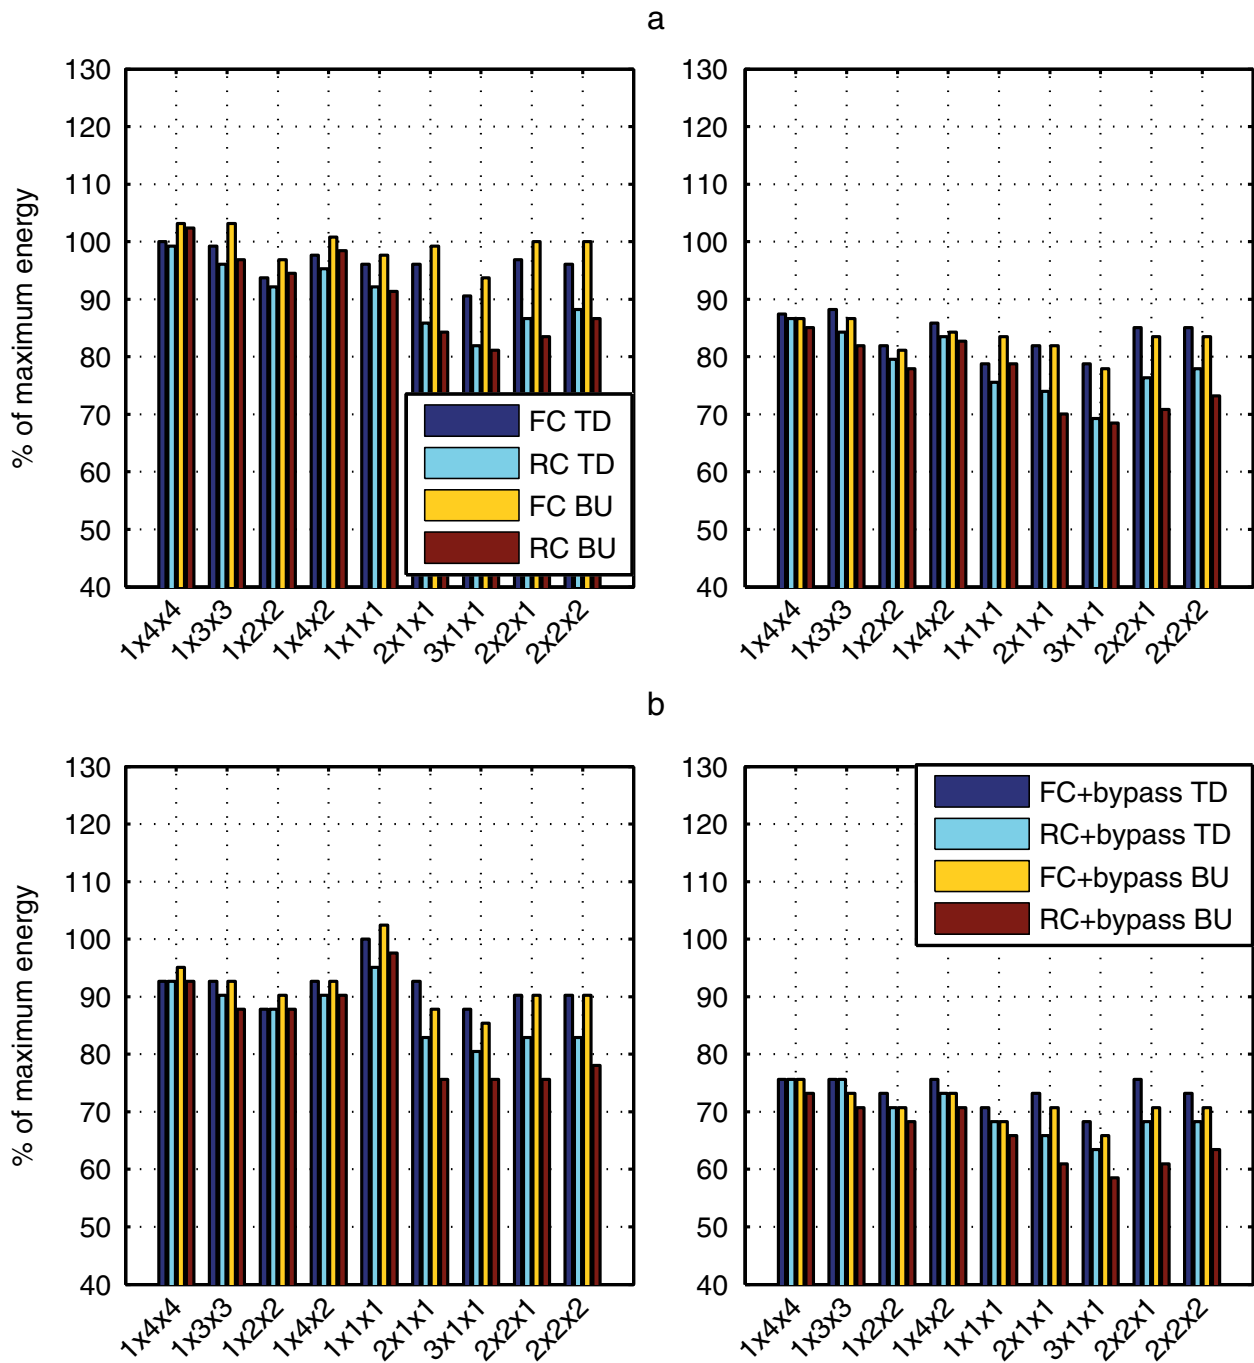 a
130
120
110
100
90
80
70
60
50
40
% of maximum energy
FC TD
RC TD
FC BU
RC BU
1x4x4
1x3x3
1x2x2
1x4x2
1x1x1
2x1x1
3x1x1
2x2x1
2x2x2
130
120
110
100
90
80
70
60
50
40
1x4x4
1x3x3
1x2x2
1x4x2
1x1x1
2x1x1
3x1x1
2x2x1
2x2x2
b
130
120
110
100
90
80
70
60
50
40
% of maximum energy
1x4x4
1x3x3
1x2x2
1x4x2
1x1x1
2x1x1
3x1x1
2x2x1
2x2x2
130
120
110
100
90
80
70
60
50
40
FC+bypass TD
RC+bypass TD
FC+bypass BU
RC+bypass BU
1x4x4
1x3x3
1x2x2
1x4x2
1x1x1
2x1x1
3x1x1
2x2x1
2x2x2